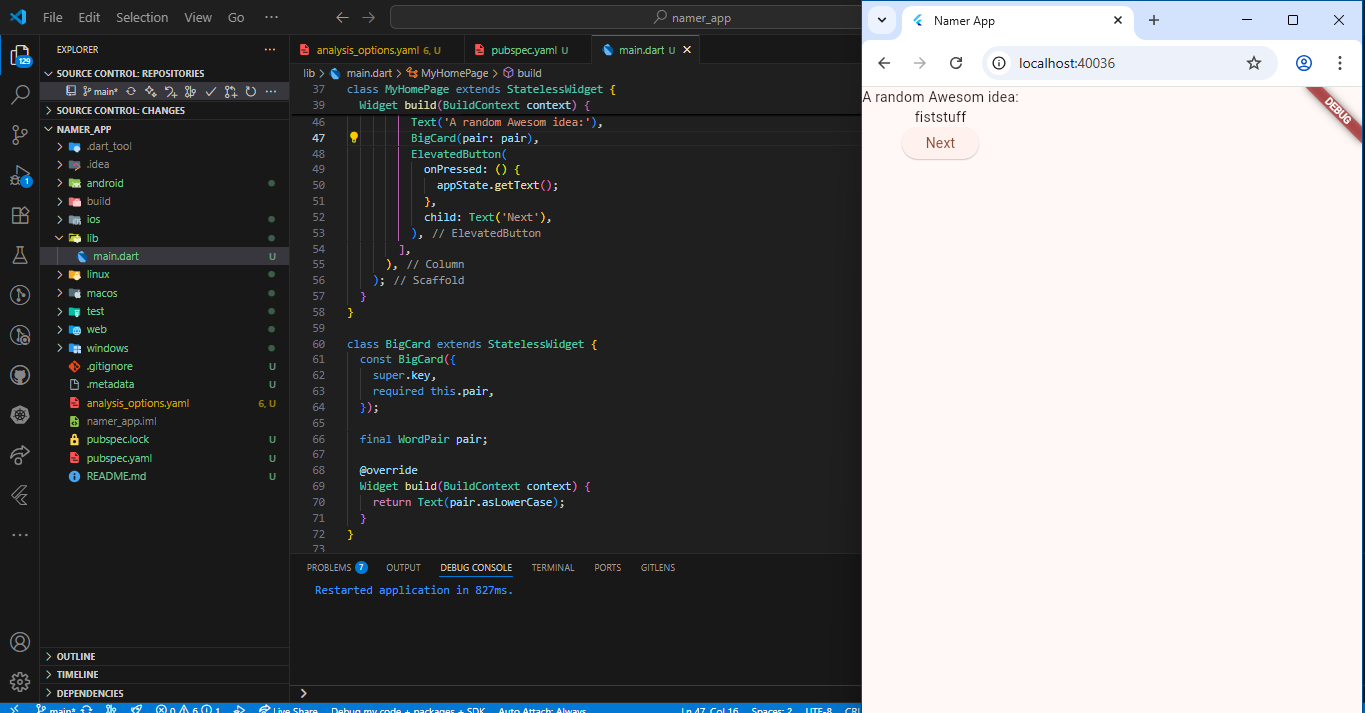 File Edit Selection View Go ··· namer_app
EXPLORER ···
SOURCE CONTROL: REPOSITORIES
main* ···
SOURCE CONTROL: CHANGES
NAMER_APP
.dart_tool
.idea
android
build
ios
lib
main.dart U
linux
macos
test
web
windows
.gitignore U
.metadata U
analysis_options.yaml 6, U
namer_app.iml
pubspec.lock U
pubspec.yaml U
README.md U
OUTLINE
TIMELINE
DEPENDENCIES
129
1
analysis_options.yaml 6, U pubspec.yaml U main.dart U
lib > main.dart > MyHomePage > build
37 class MyHomePage extends StatelessWidget {
39 Widget build(BuildContext context) {
46 Text('A random Awesom idea:'),
47 BigCard(pair: pair),
48 ElevatedButton(
49 onPressed: () {
50 appState.getText();
51 },
52 child: Text('Next'),
53 ), // ElevatedButton
54 ],
55 ), // Column
56 ); // Scaffold
57 }
58 }
59
60 class BigCard extends StatelessWidget {
61 const BigCard({
62 super.key,
63 required this.pair,
64 });
65
66 final WordPair pair;
67
68 @override
69 Widget build(BuildContext context) {
70 return Text(pair.asLowerCase);
71 }
72 }
73
PROBLEMS 7 OUTPUT DEBUG CONSOLE TERMINAL PORTS GITLENS
Restarted application in 827ms.
main* 0 6 1 Live Share Debug my code + packages + SDK Auto Attach: Always Ln 47, Col 16 Spaces: 2 UTF-8
Namer App
localhost:40036
A random Awesom idea:
fiststuff
Next
DEBUG